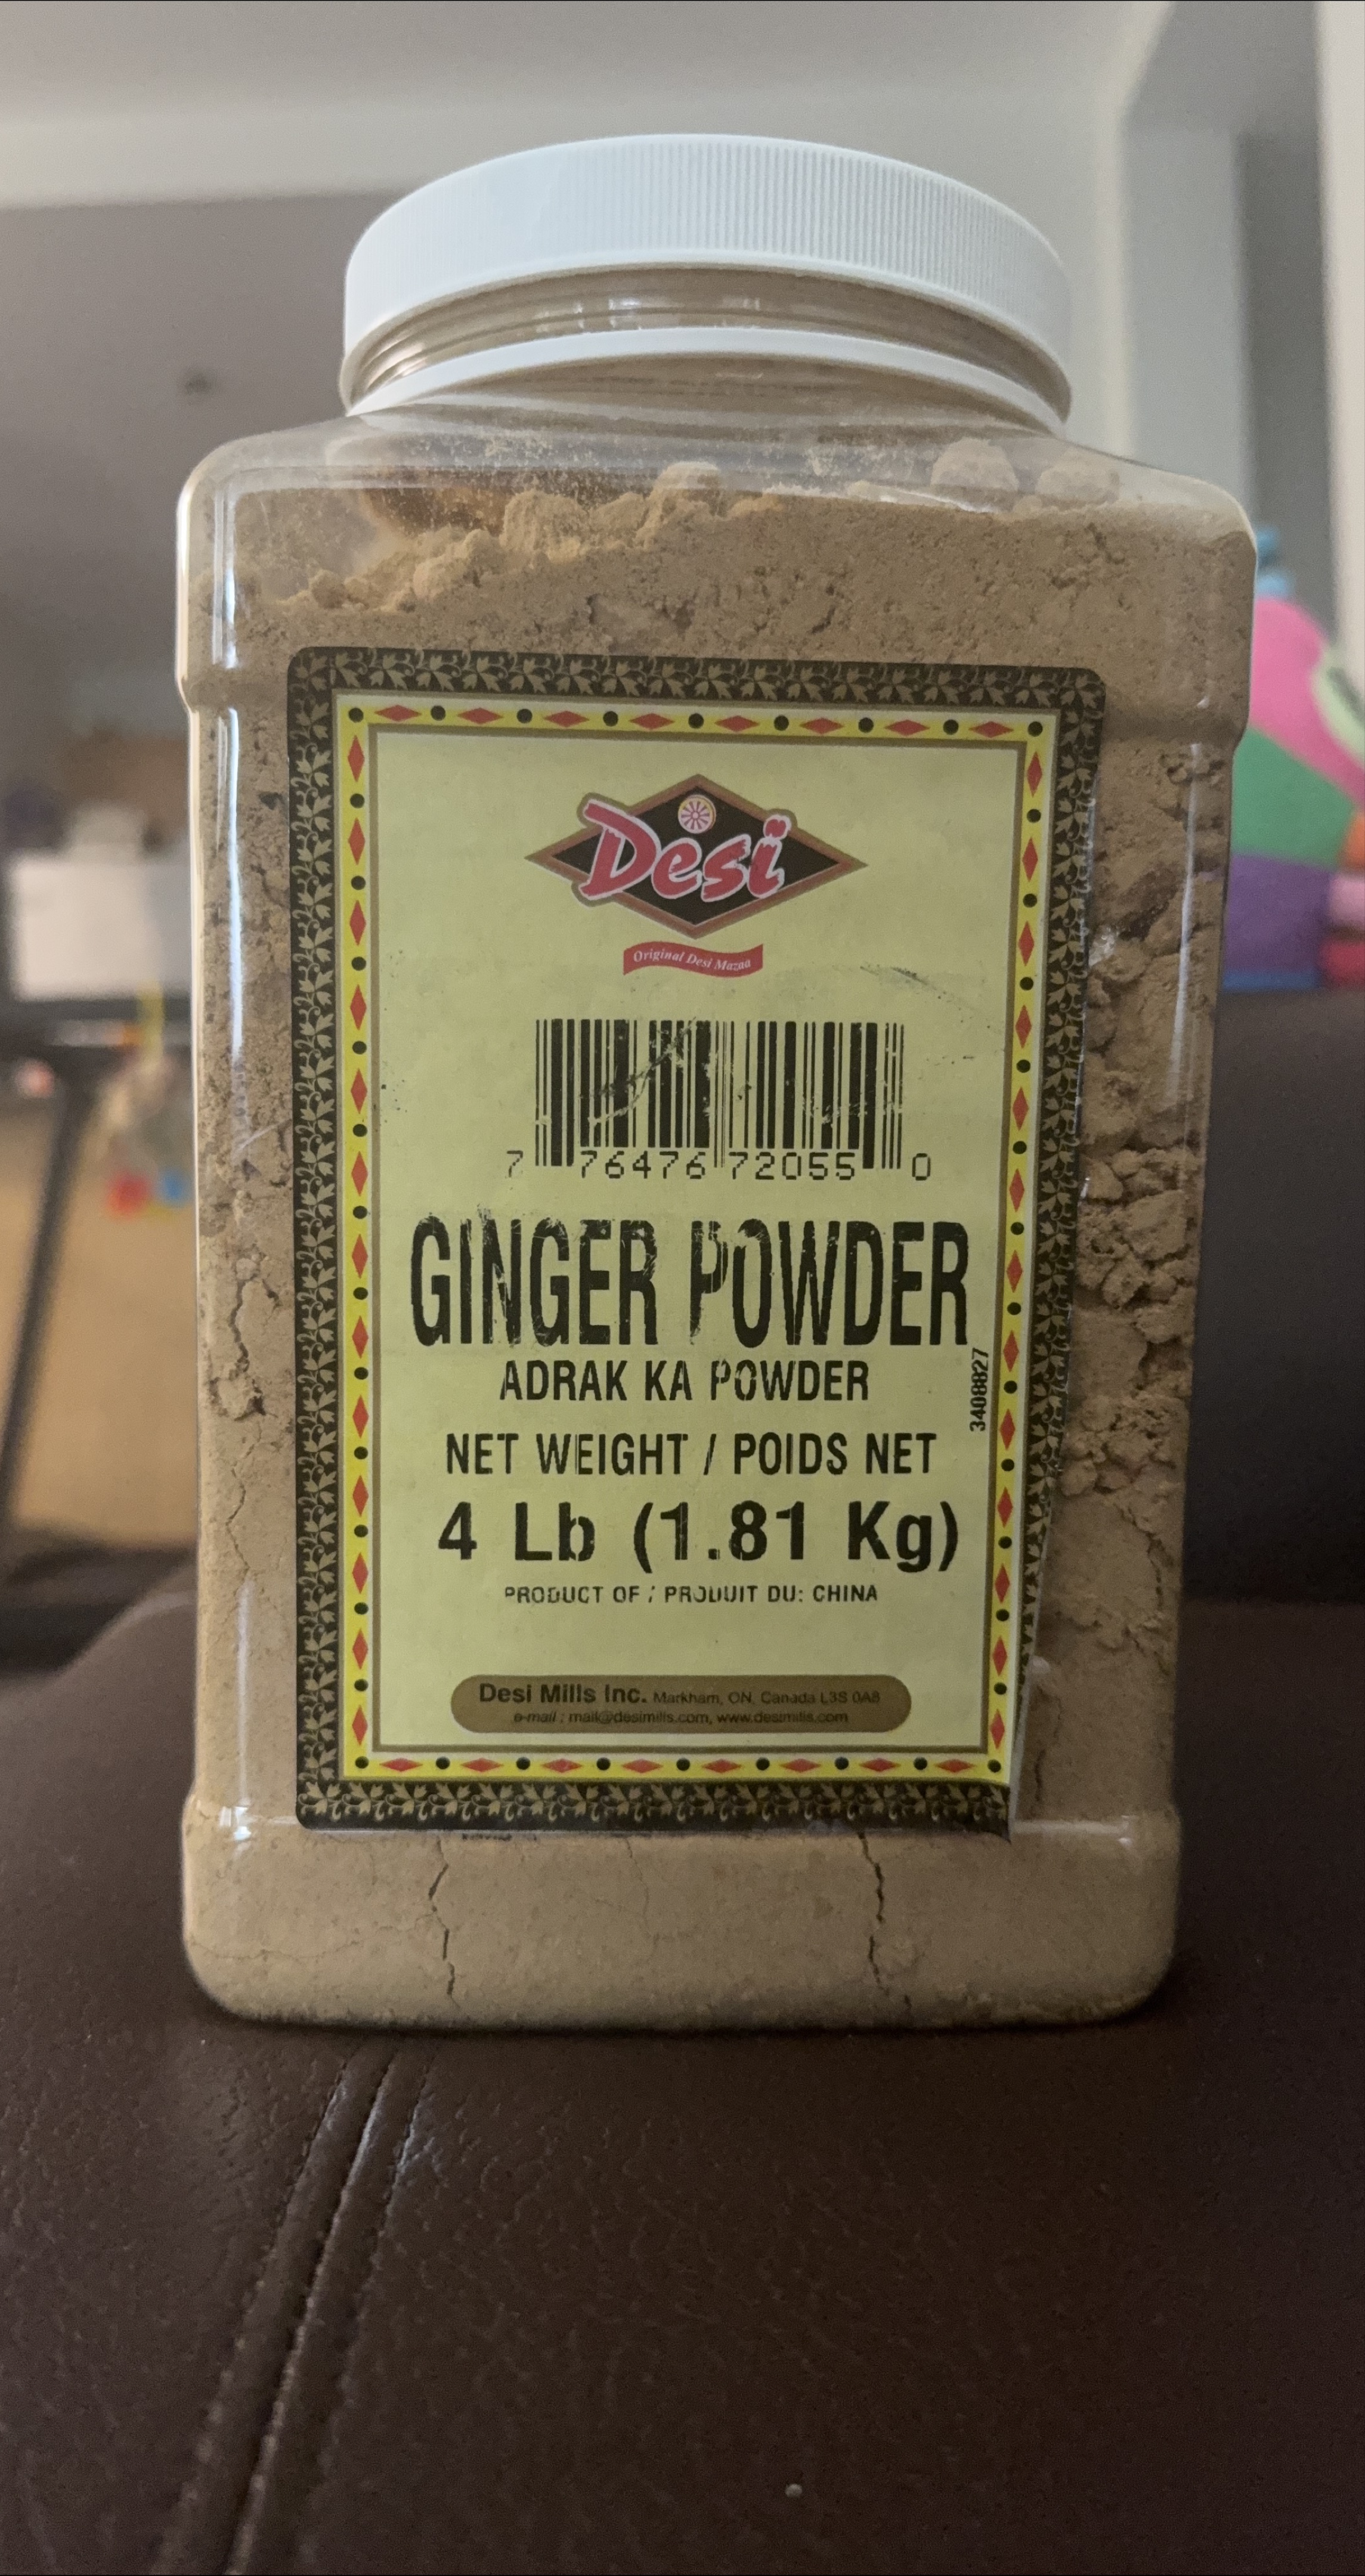 Desi
Original Desi Mazaa
7 76476 72055 0
GINGER POWDER
ADRAK KA POWDER
3408827
NET WEIGHT / POIDS NET
4 Lb (1.81 Kg)
PRODUCT OF / PRODUIT DU: CHINA
Desi Mills Inc. Markham, ON, Canada L3S 0A8
e-mail : mail@desimills.com, www.desimills.com